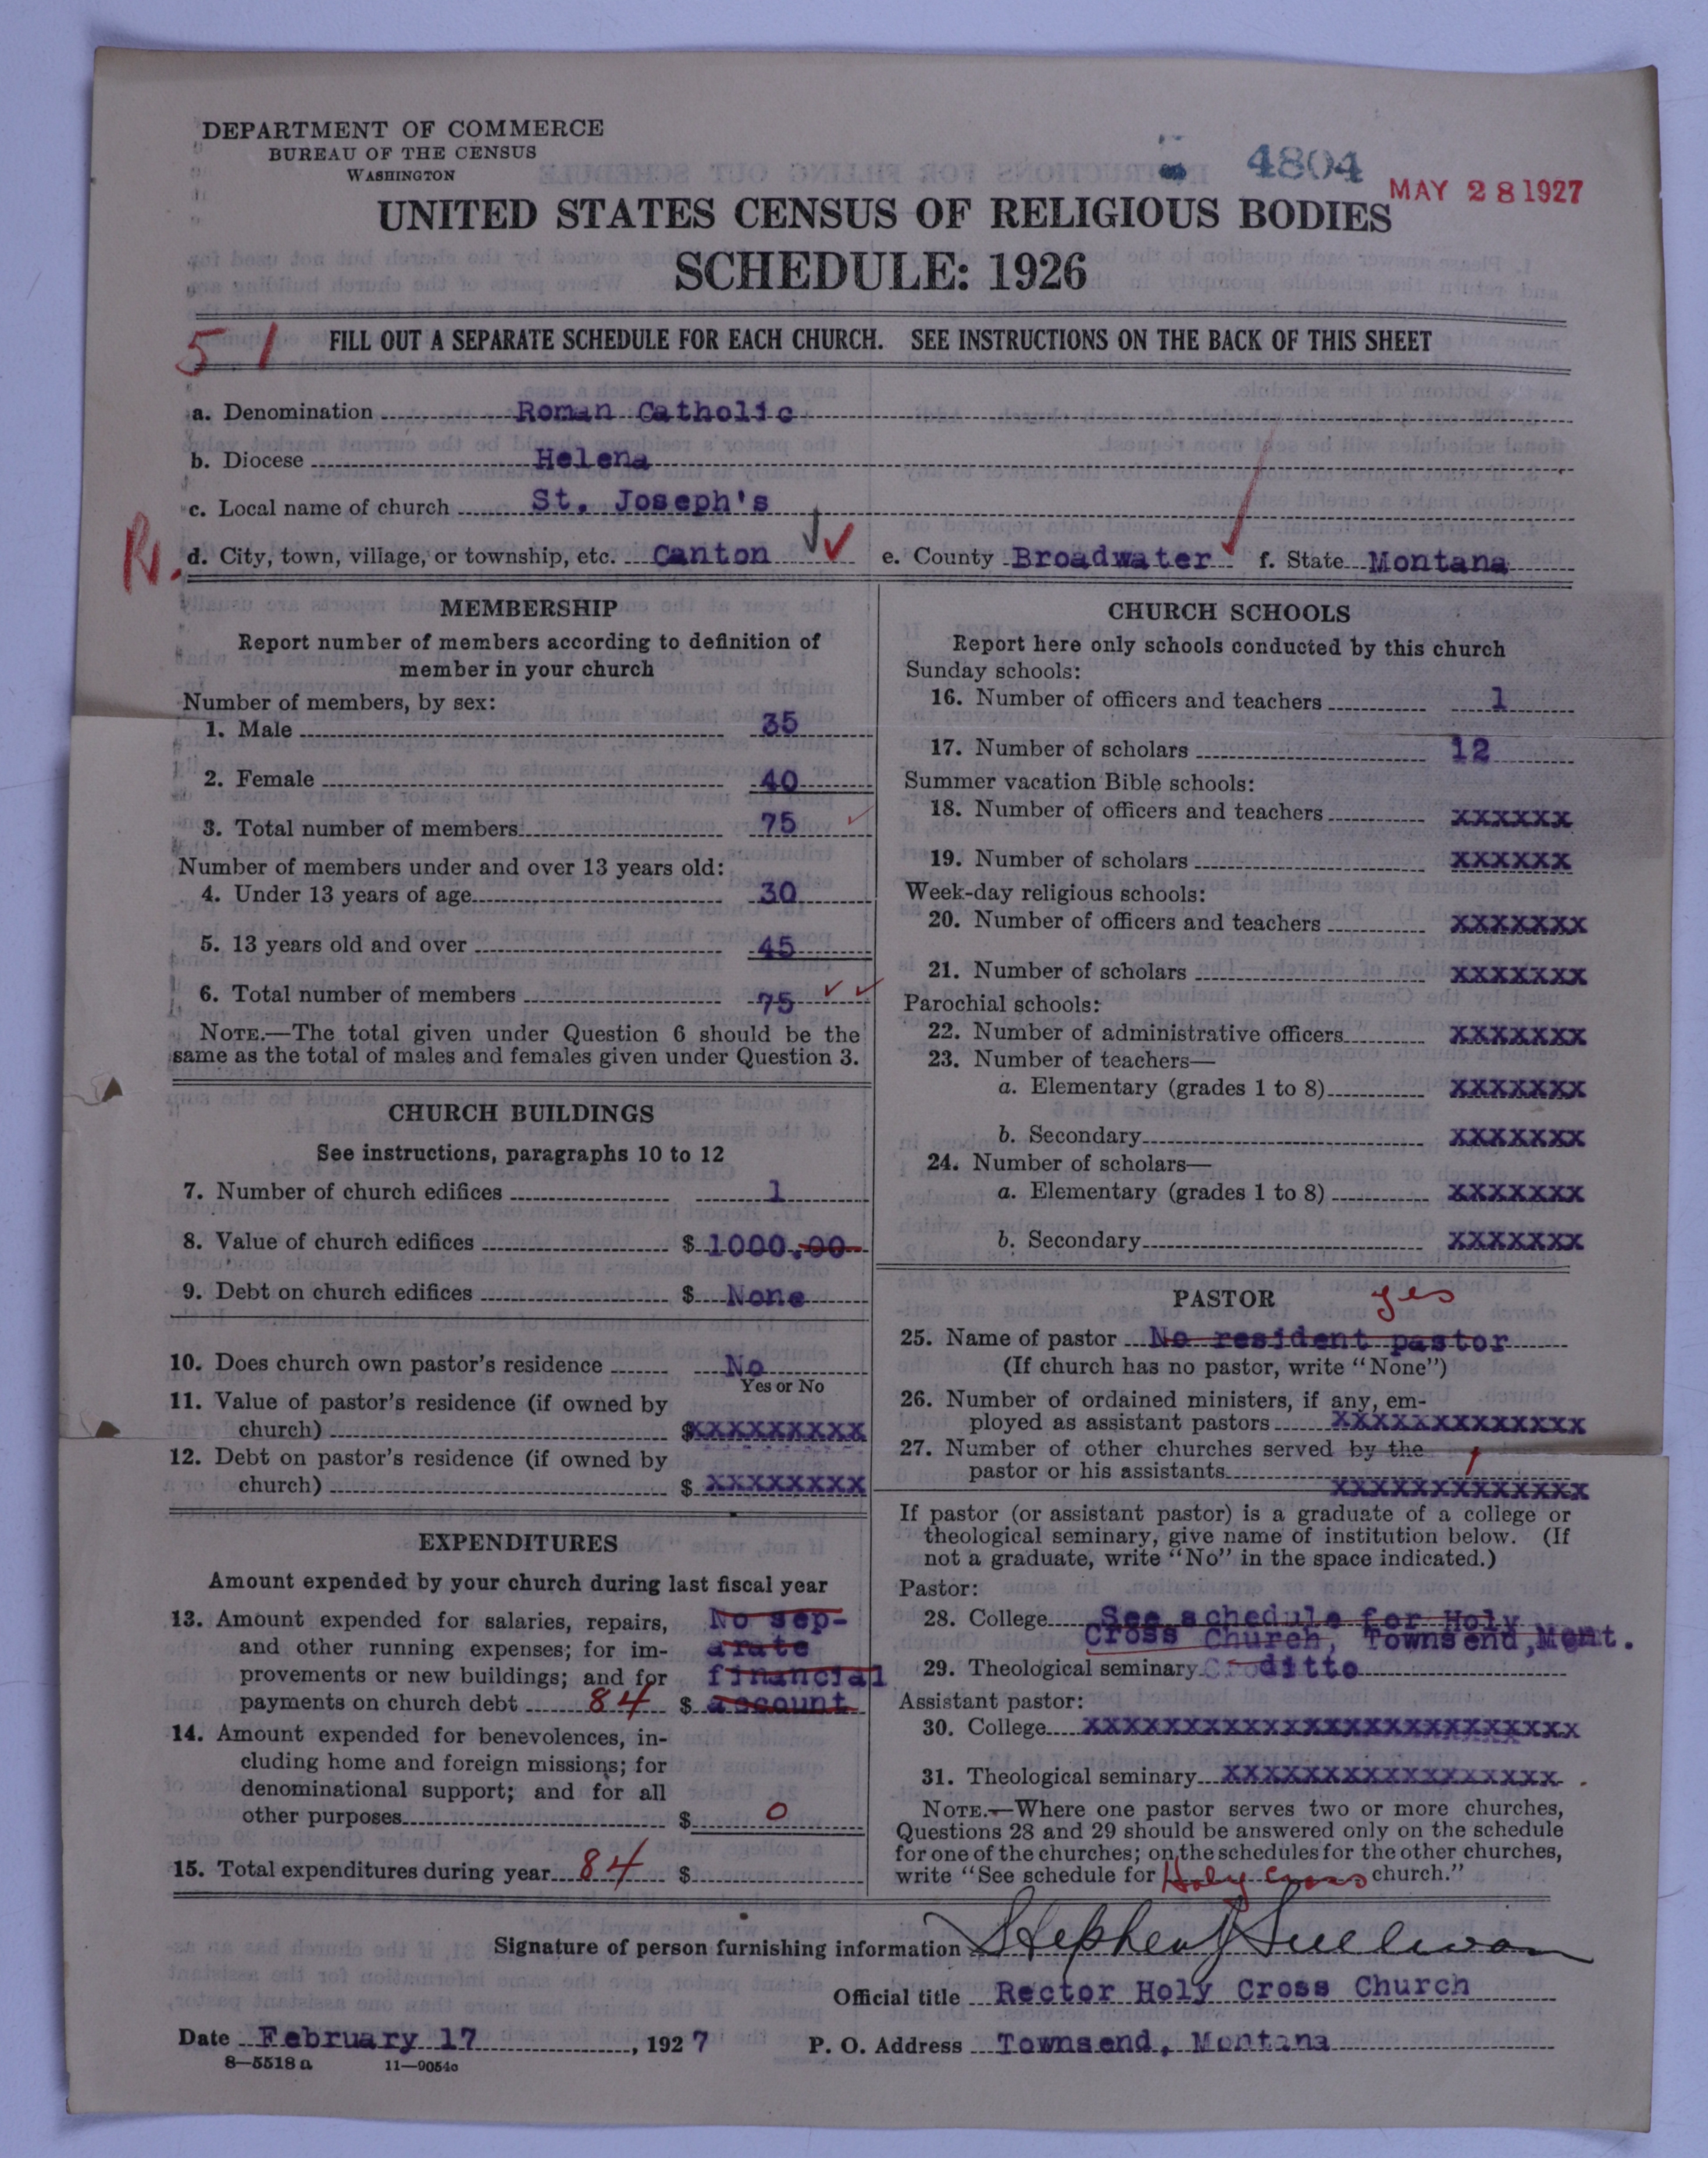 DEPARTMENT OF COMMERCE
BUREAU OF THE CENSUS
WASHINGTON
4804
MAY 28 1927
UNITED STATES CENSUS OF RELIGIOUS BODIES
SCHEDULE: 1926
51
FILL OUT A SEPARATE SCHEDULE FOR EACH CHURCH. SEE INSTRUCTIONS ON THE BACK OF THIS SHEET
a. Denomination Roman Catholic
b. Diocese Helena
c. Local name of church St. Joseph's
d. City, town, village, or township, etc. Canton e. County Broadwater f. State Montana
MEMBERSHIP
Report number of members according to definition of
member in your church
Number of members, by sex:
1. Male 35
2. Female 40
3. Total number of members 75
Number of members under and over 13 years old:
4. Under 13 years of age 30
5. 13 years old and over 45
6. Total number of members 75
NOTE.—The total given under Question 6 should be the
same as the total of males and females given under Question 3.
CHURCH BUILDINGS
See instructions, paragraphs 10 to 12
7. Number of church edifices 1
8. Value of church edifices $ 1000.00
9. Debt on church edifices $ None
10. Does church own pastor's residence No
Yes or No
11. Value of pastor's residence (if owned by
church) $xxxxxxxxx
12. Debt on pastor's residence (if owned by
church) $ xxxxxxxx
EXPENDITURES
Amount expended by your church during last fiscal year
13. Amount expended for salaries, repairs, No sep-
and other running expenses; for im- arate
provements or new buildings; and for financial
payments on church debt 84 $ account
14. Amount expended for benevolences, in-
cluding home and foreign missions; for
denominational support; and for all
other purposes $ 0
15. Total expenditures during year 84 $
CHURCH SCHOOLS
Report here only schools conducted by this church
Sunday schools:
16. Number of officers and teachers 1
17. Number of scholars 12
Summer vacation Bible schools:
18. Number of officers and teachers xxxxxx
19. Number of scholars xxxxxx
Week-day religious schools:
20. Number of officers and teachers xxxxxxx
21. Number of scholars xxxxxxx
Parochial schools:
22. Number of administrative officers xxxxxxx
23. Number of teachers—
a. Elementary (grades 1 to 8) xxxxxxx
b. Secondary xxxxxxx
24. Number of scholars—
a. Elementary (grades 1 to 8) xxxxxxx
b. Secondary xxxxxxx
PASTOR yes
25. Name of pastor No resident pastor
(If church has no pastor, write "None")
26. Number of ordained ministers, if any, em-
ployed as assistant pastors xxxxxxxxxxxxx
27. Number of other churches served by the
pastor or his assistants 1
xxxxxxxxxxxxx
If pastor (or assistant pastor) is a graduate of a college or
theological seminary, give name of institution below. (If
not a graduate, write "No" in the space indicated.)
Pastor:
28. College See schedule for Holy
Cross Church, Townsend, Mont.
29. Theological seminary ditto
Assistant pastor:
30. College xxxxxxxxxxxxxxxxxxxxxxxxx
31. Theological seminary xxxxxxxxxxxxxxxxx
NOTE.—Where one pastor serves two or more churches,
Questions 28 and 29 should be answered only on the schedule
for one of the churches; on the schedules for the other churches,
write "See schedule for Holy Cross church."
Signature of person furnishing information Stephen J Sullivan
Official title Rector Holy Cross Church
Date February 17, 1927 P. O. Address Townsend, Montana
8—5518 a 11—9054c